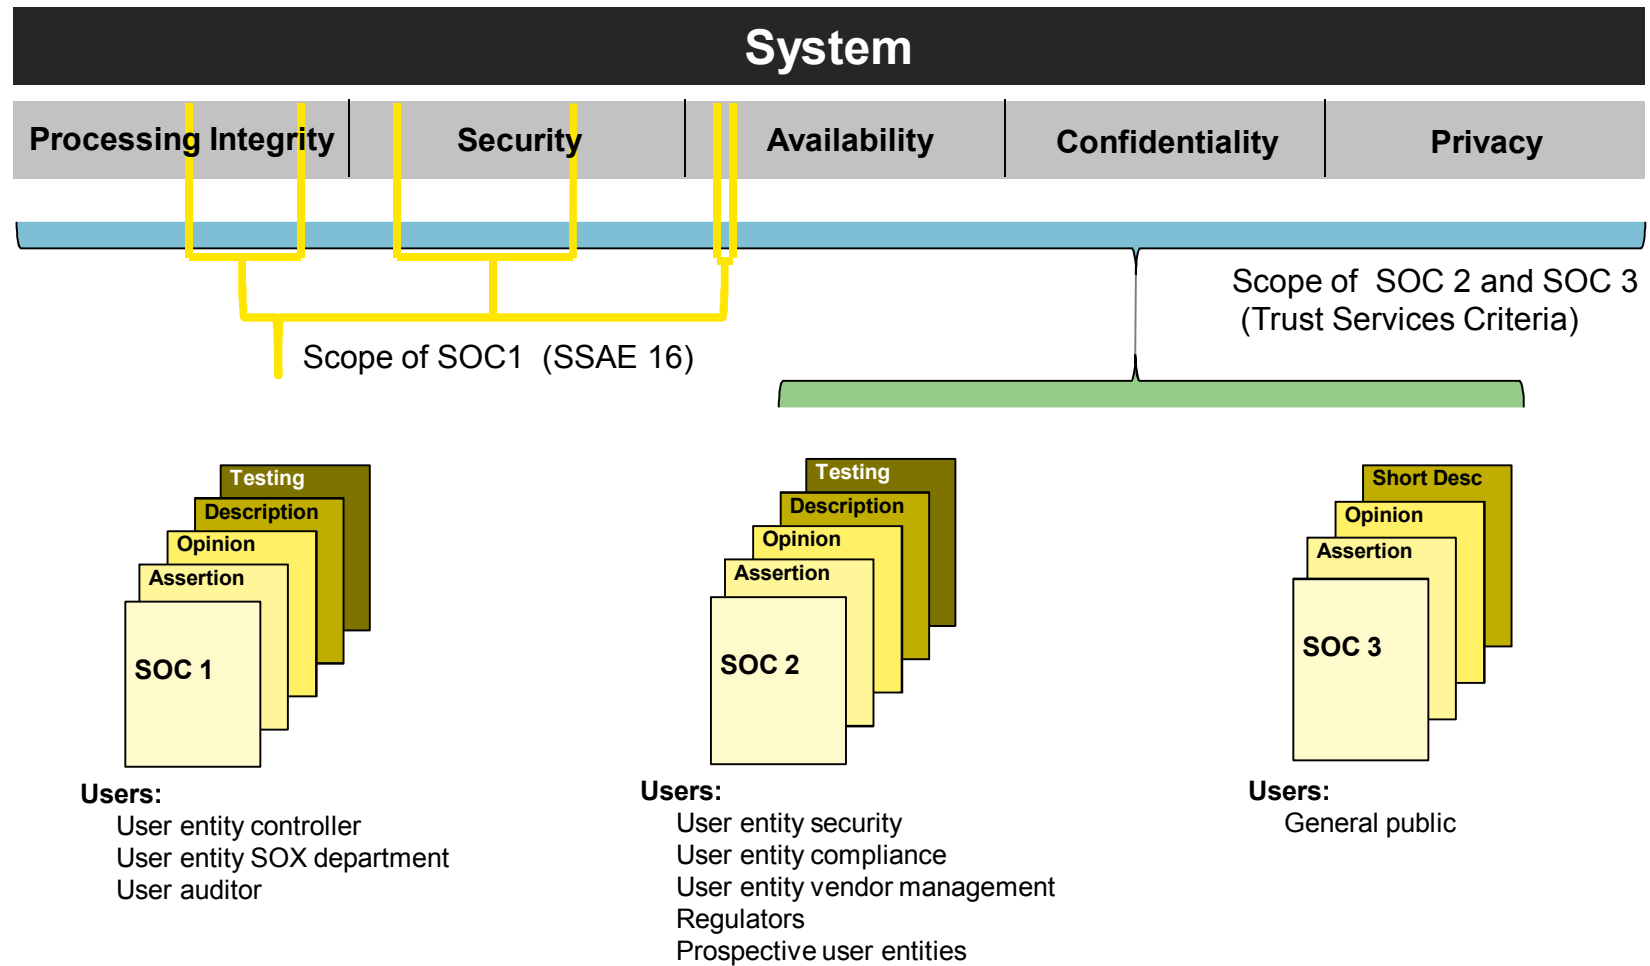 System
Processing Integrity
Security
Availability
Confidentiality
Privacy
Scope of SOC 2 and SOC 3
(Trust Services Criteria)
Scope of SOC1 (SSAE 16)
Testing
Description
Opinion
Assertion
SOC 1
Users:
User entity controller
User entity SOX department
User auditor
Testing
Description
Opinion
Assertion
SOC 2
Users:
User entity security
User entity compliance
User entity vendor management
Regulators
Prospective user entities
Short Desc
Opinion
Assertion
SOC 3
Users:
General public